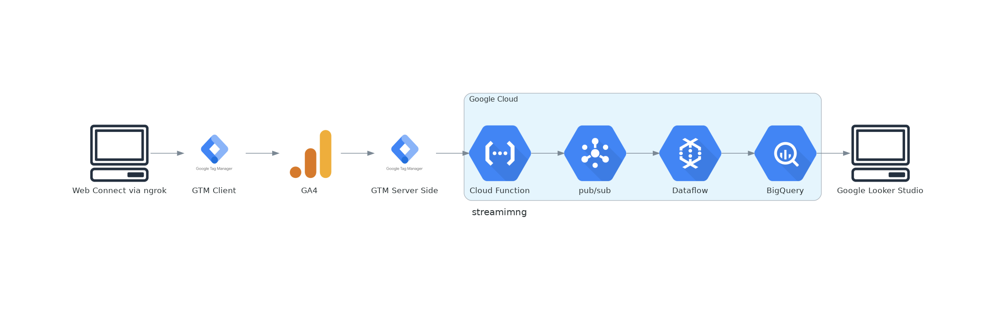 Google Cloud
Google Tag Manager
Google Tag Manager
Web Connect via ngrok
GTM Client
GA4
GTM Server Side
Cloud Function
pub/sub
Dataflow
BigQuery
Google Looker Studio
streamimng